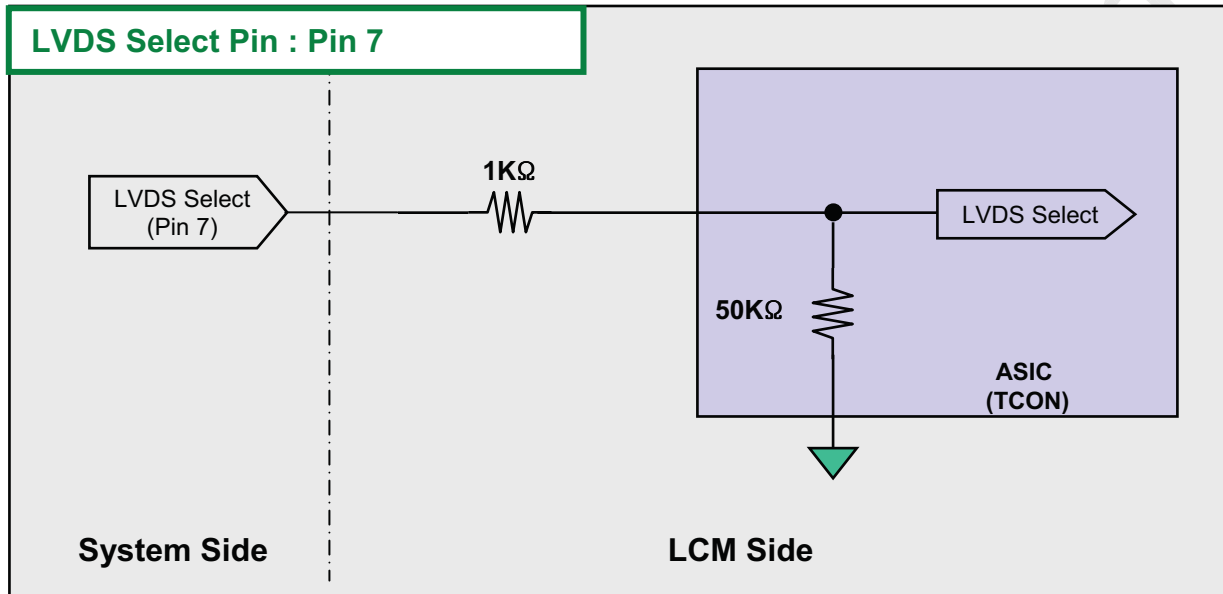 LVDS Select Pin : Pin 7
1KΩ
LVDS Select
(Pin 7)
LVDS Select
50KΩ
ASIC
(TCON)
System Side
LCM Side